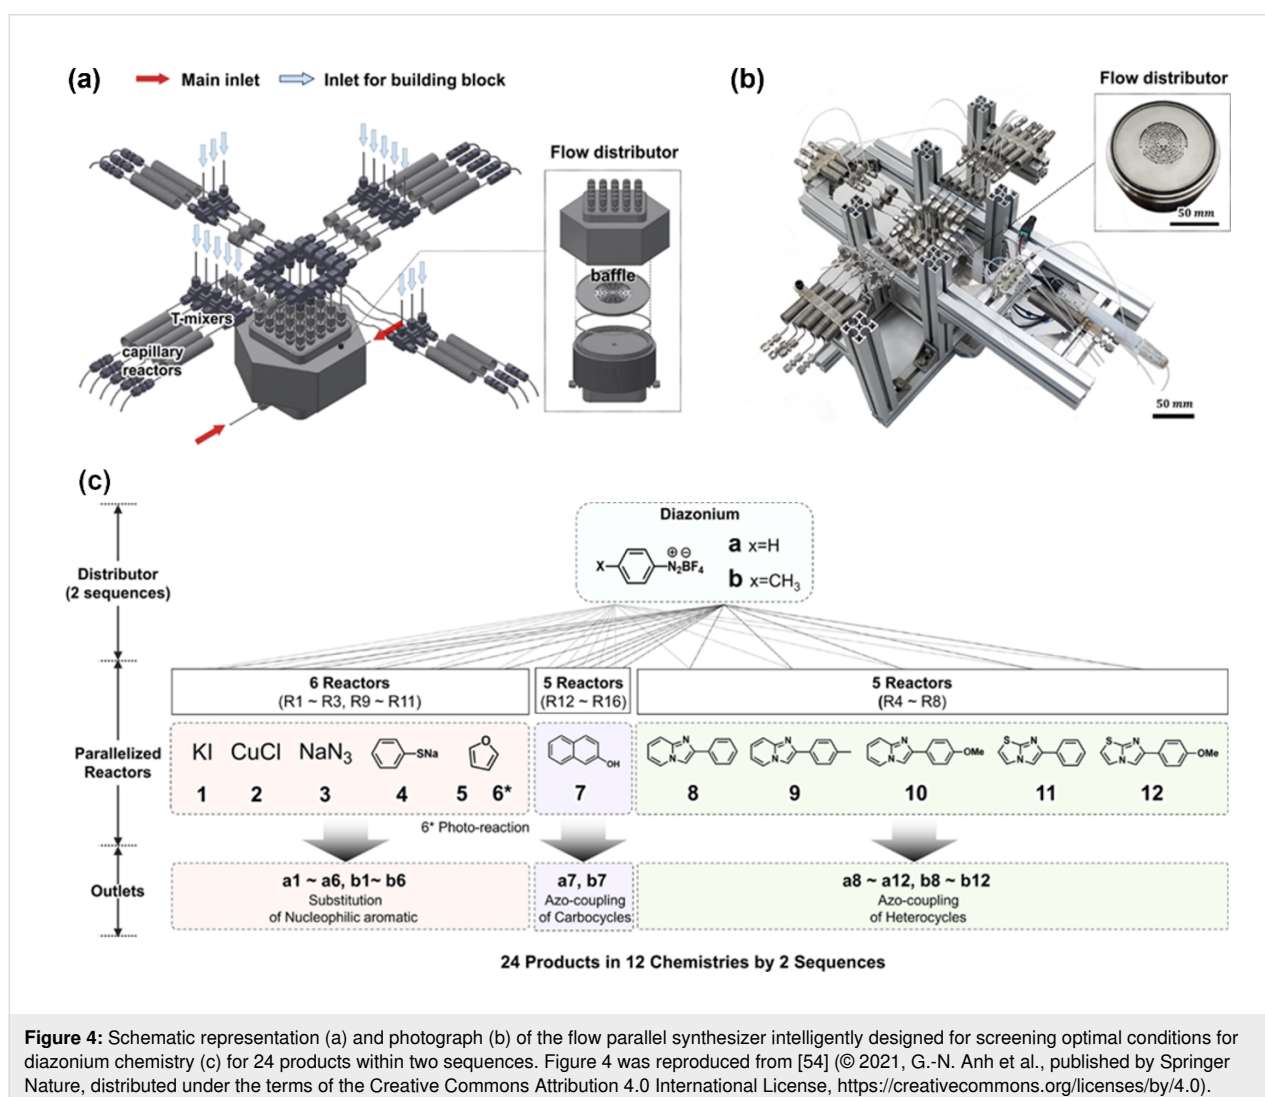 (a)
Main inlet
Inlet for building block
Flow distributor
baffle
T-mixers
capillary
reactors
(b)
Flow distributor
50 mm
50 mm
(c)
Distributor
(2 sequences)
Diazonium
X
N₂BF₄
⊕ ⊖
a x=H
b x=CH₃
Parallelized
Reactors
6 Reactors
(R1 ~ R3, R9 ~ R11)
5 Reactors
(R12 ~ R16)
5 Reactors
(R4 ~ R8)
KI
CuCl
NaN₃
SNa
O
OH
N
N
N
N
N
N
OMe
S
N
N
S
N
N
OMe
1 2 3 4 5 6* 7 8 9 10 11 12
6* Photo-reaction
Outlets
a1 ~ a6, b1~ b6
Substitution
of Nucleophilic aromatic
a7, b7
Azo-coupling
of Carbocycles
a8 ~ a12, b8 ~ b12
Azo-coupling
of Heterocycles
24 Products in 12 Chemistries by 2 Sequences
Figure 4: Schematic representation (a) and photograph (b) of the flow parallel synthesizer intelligently designed for screening optimal conditions for
diazonium chemistry (c) for 24 products within two sequences. Figure 4 was reproduced from [54] (© 2021, G.-N. Anh et al., published by Springer
Nature, distributed under the terms of the Creative Commons Attribution 4.0 International License, https://creativecommons.org/licenses/by/4.0).